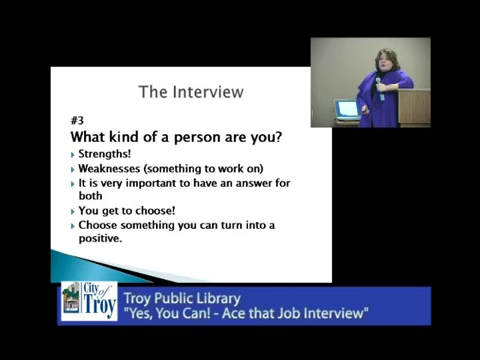 The Interview
#3
What kind of a person are you?
Strengths!
Weaknesses (something to work on)
It is very important to have an answer for
both
You get to choose!
Choose something you can turn into a
positive.
City
of
Troy
Troy Public Library
"Yes, You Can! - Ace that Job Interview"